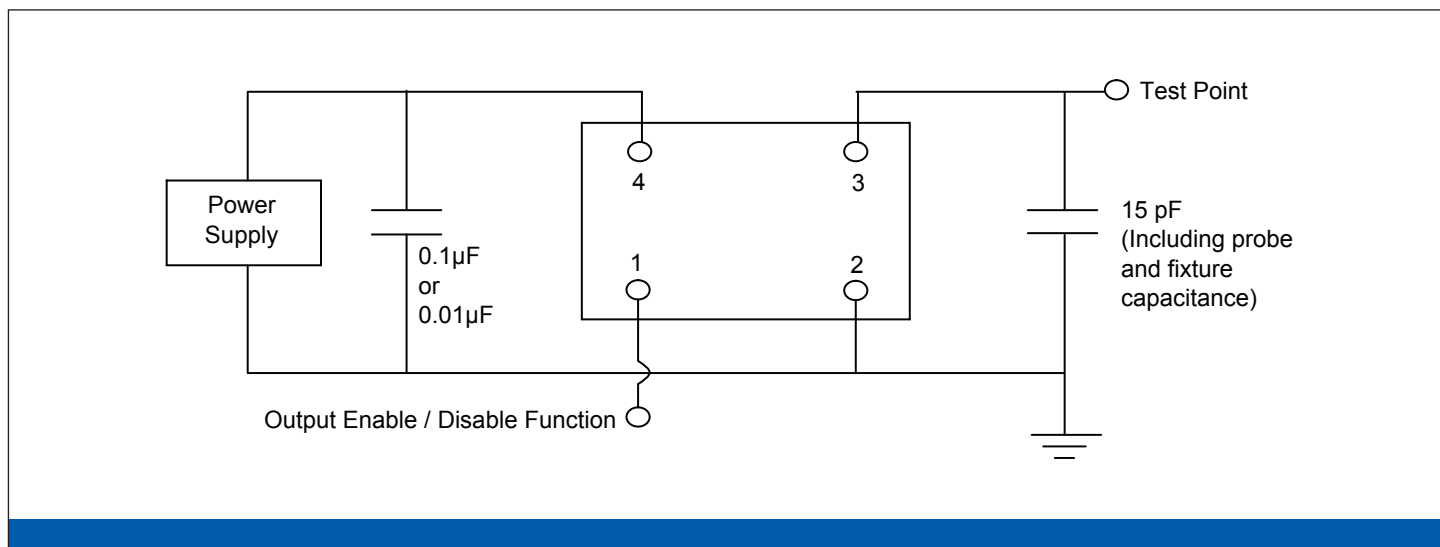 Test Point
4
3
Power
Supply
15 pF
(Including probe
and fixture
capacitance)
0.1µF
or
0.01µF
1
2
Output Enable / Disable Function